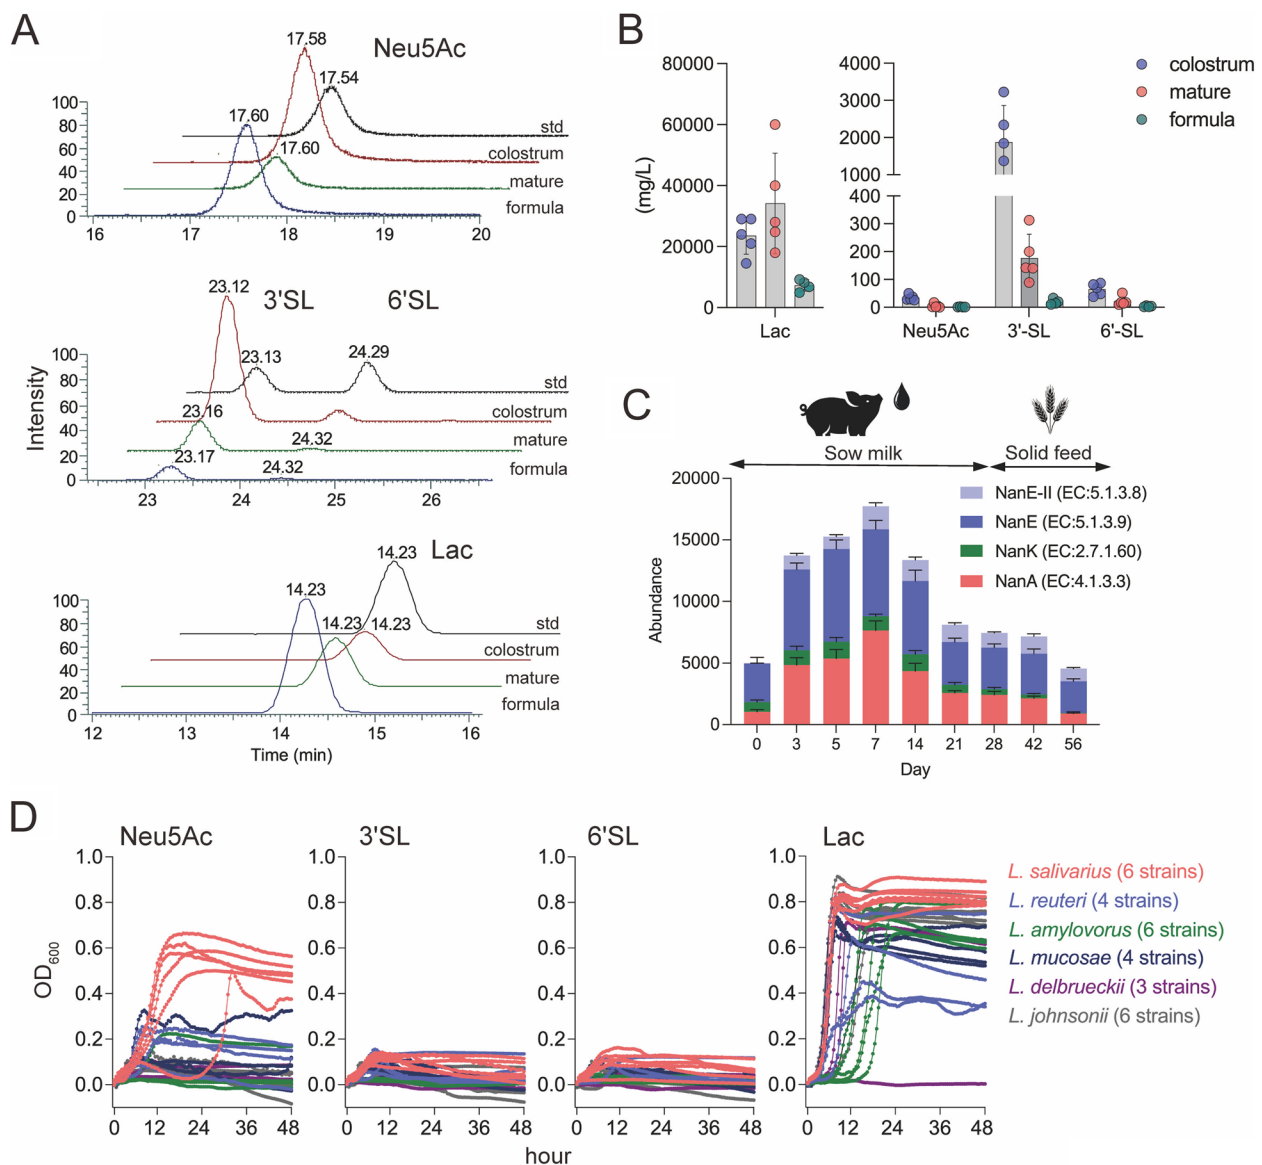 A
Neu5Ac
17.58
17.54
17.60
17.60
100
80
60
40
20
0
std
colostrum
mature
formula
16 17 18 19 20
3'SL 6'SL
23.12
23.13
24.29
23.16
24.32
23.17
24.32
100
80
60
40
20
0
std
colostrum
mature
formula
23 24 25 26
Intensity
Lac
14.23
14.23
14.23
14.23
100
80
60
40
20
0
std
colostrum
mature
formula
12 13 14 15 16
Time (min)
B
(mg/L)
80000
60000
40000
20000
0
Lac
4000
3000
2000
1000
400
300
200
100
0
Neu5Ac 3'-SL 6'-SL
colostrum
mature
formula
C
Sow milk Solid feed
Abundance
20000
15000
10000
5000
0
NanE-II (EC:5.1.3.8)
NanE (EC:5.1.3.9)
NanK (EC:2.7.1.60)
NanA (EC:4.1.3.3)
0 3 5 7 14 21 28 42 56
Day
D
Neu5Ac 3'SL 6'SL Lac
OD600
1.0
0.8
0.6
0.4
0.2
0.0
0 12 24 36 48
1.0
0.8
0.6
0.4
0.2
0.0
0 12 24 36 48
1.0
0.8
0.6
0.4
0.2
0.0
0 12 24 36 48
1.0
0.8
0.6
0.4
0.2
0.0
0 12 24 36 48
hour
L. salivarius (6 strains)
L. reuteri (4 strains)
L. amylovorus (6 strains)
L. mucosae (4 strains)
L. delbrueckii (3 strains)
L. johnsonii (6 strains)